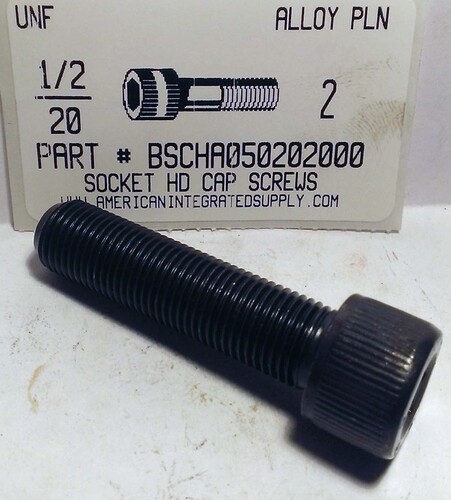 UNF ALLOY PLN
1/2
20
2
PART # BSCHA050202000
SOCKET HD CAP SCREWS
WWW.AMERICANINTEGRATEDSUPPLY.COM